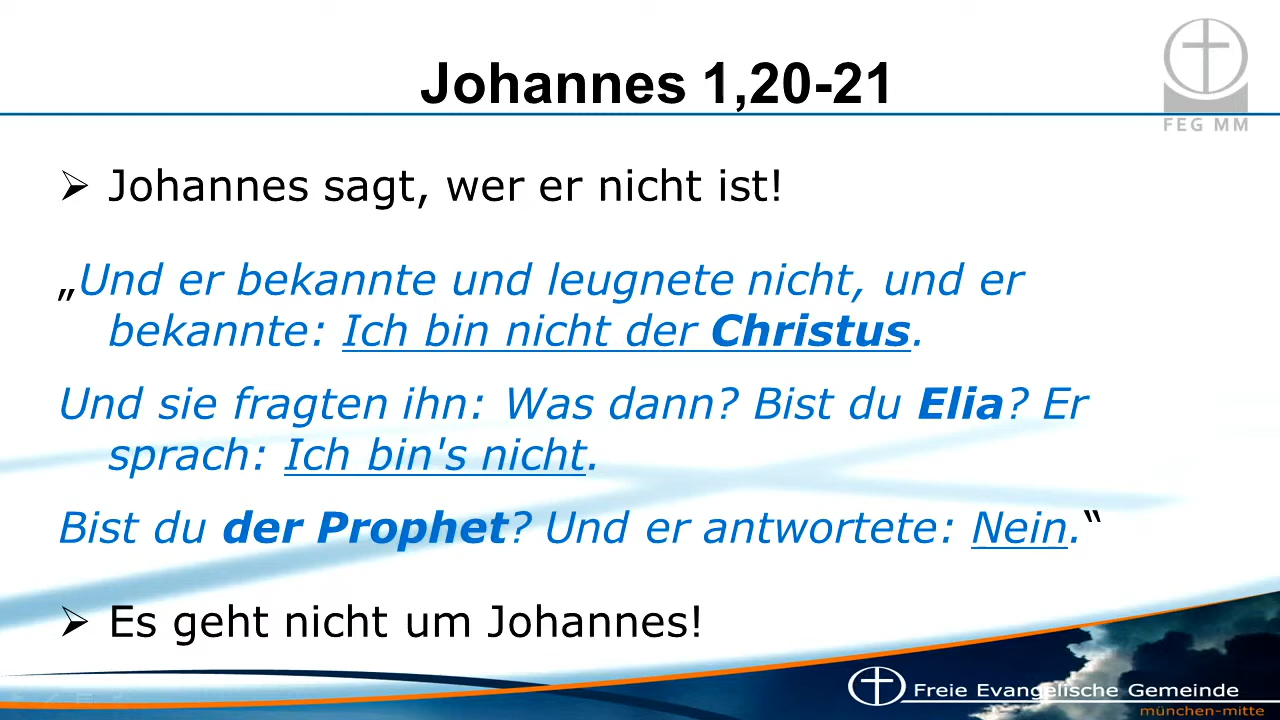 Johannes 1,20-21
FEG MM
➢ Johannes sagt, wer er nicht ist!
„Und er bekannte und leugnete nicht, und er
bekannte: Ich bin nicht der Christus.
Und sie fragten ihn: Was dann? Bist du Elia? Er
sprach: Ich bin's nicht.
Bist du der Prophet? Und er antwortete: Nein.“
➢ Es geht nicht um Johannes!
Freie Evangelische Gemeinde
münchen-mitte